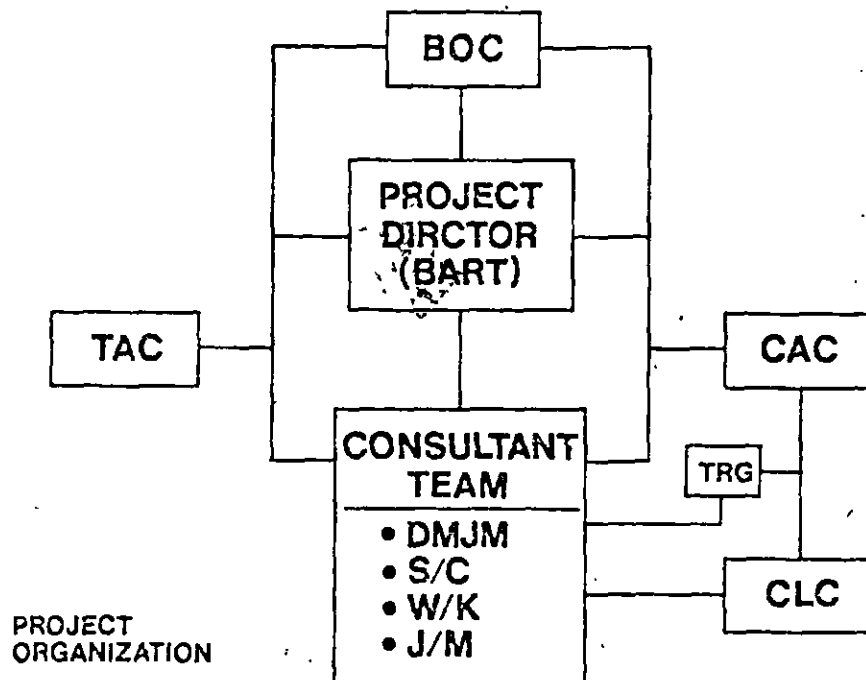 BOC
PROJECT
DIRCTOR
(BART)
TAC
CAC
CONSULTANT
TEAM
• DMJM
• S/C
• W/K
• J/M
TRG
CLC
PROJECT
ORGANIZATION